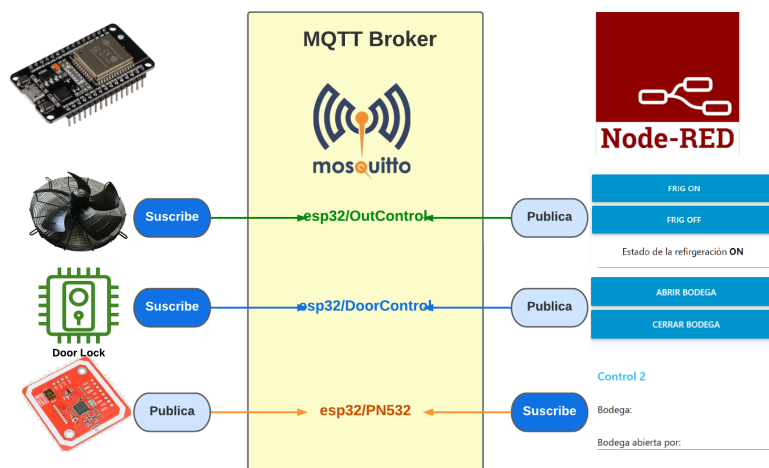 MQTT Broker
mosquitto
Node-RED
Suscribe
esp32/OutControl
Publica
FRIG ON
FRIG OFF
Estado de la refirgeración ON
Suscribe
esp32/DoorControl
Publica
ABRIR BODEGA
CERRAR BODEGA
Door Lock
Control 2
Publica
esp32/PN532
Suscribe
Bodega:
Bodega abierta por: